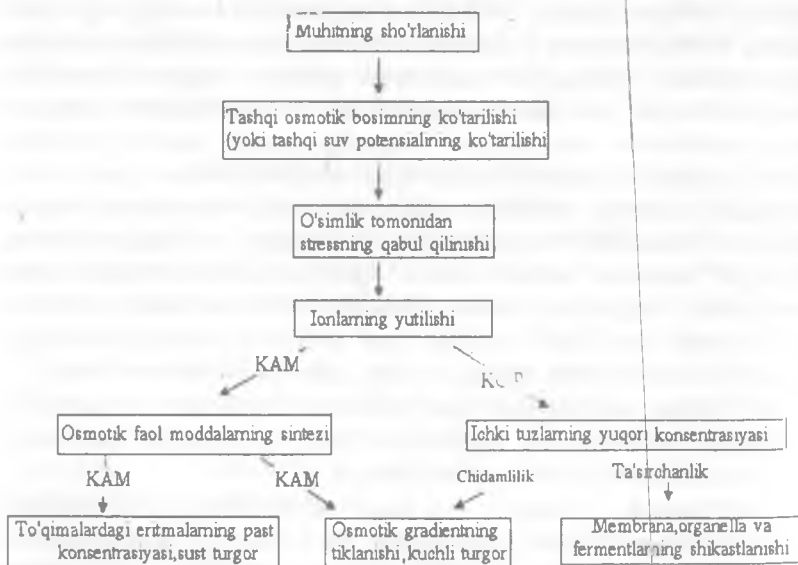 Muhitning sho'rlanishi
Tashqi osmotik bosimning ko'tarilishi
(yoki tashqi suv potensialining ko'tarilishi
O'simlik tomonidan
stressning qabul qilinishi
Ionlarning yutilishi
KAM
Osmotik faol moddalarning sintezi
Ichki tuzlarning yuqori konsentrasiyasi
KAM
KAM
Chidamlilik
Ta'sirchanlik
To'qimalardagi eritmalarning past
konsentrasiyasi,sust turgor
Osmotik gradientning
tiklanishi,kuchli turgor
Membrana,organella va
fermentlarning shikastlanishi